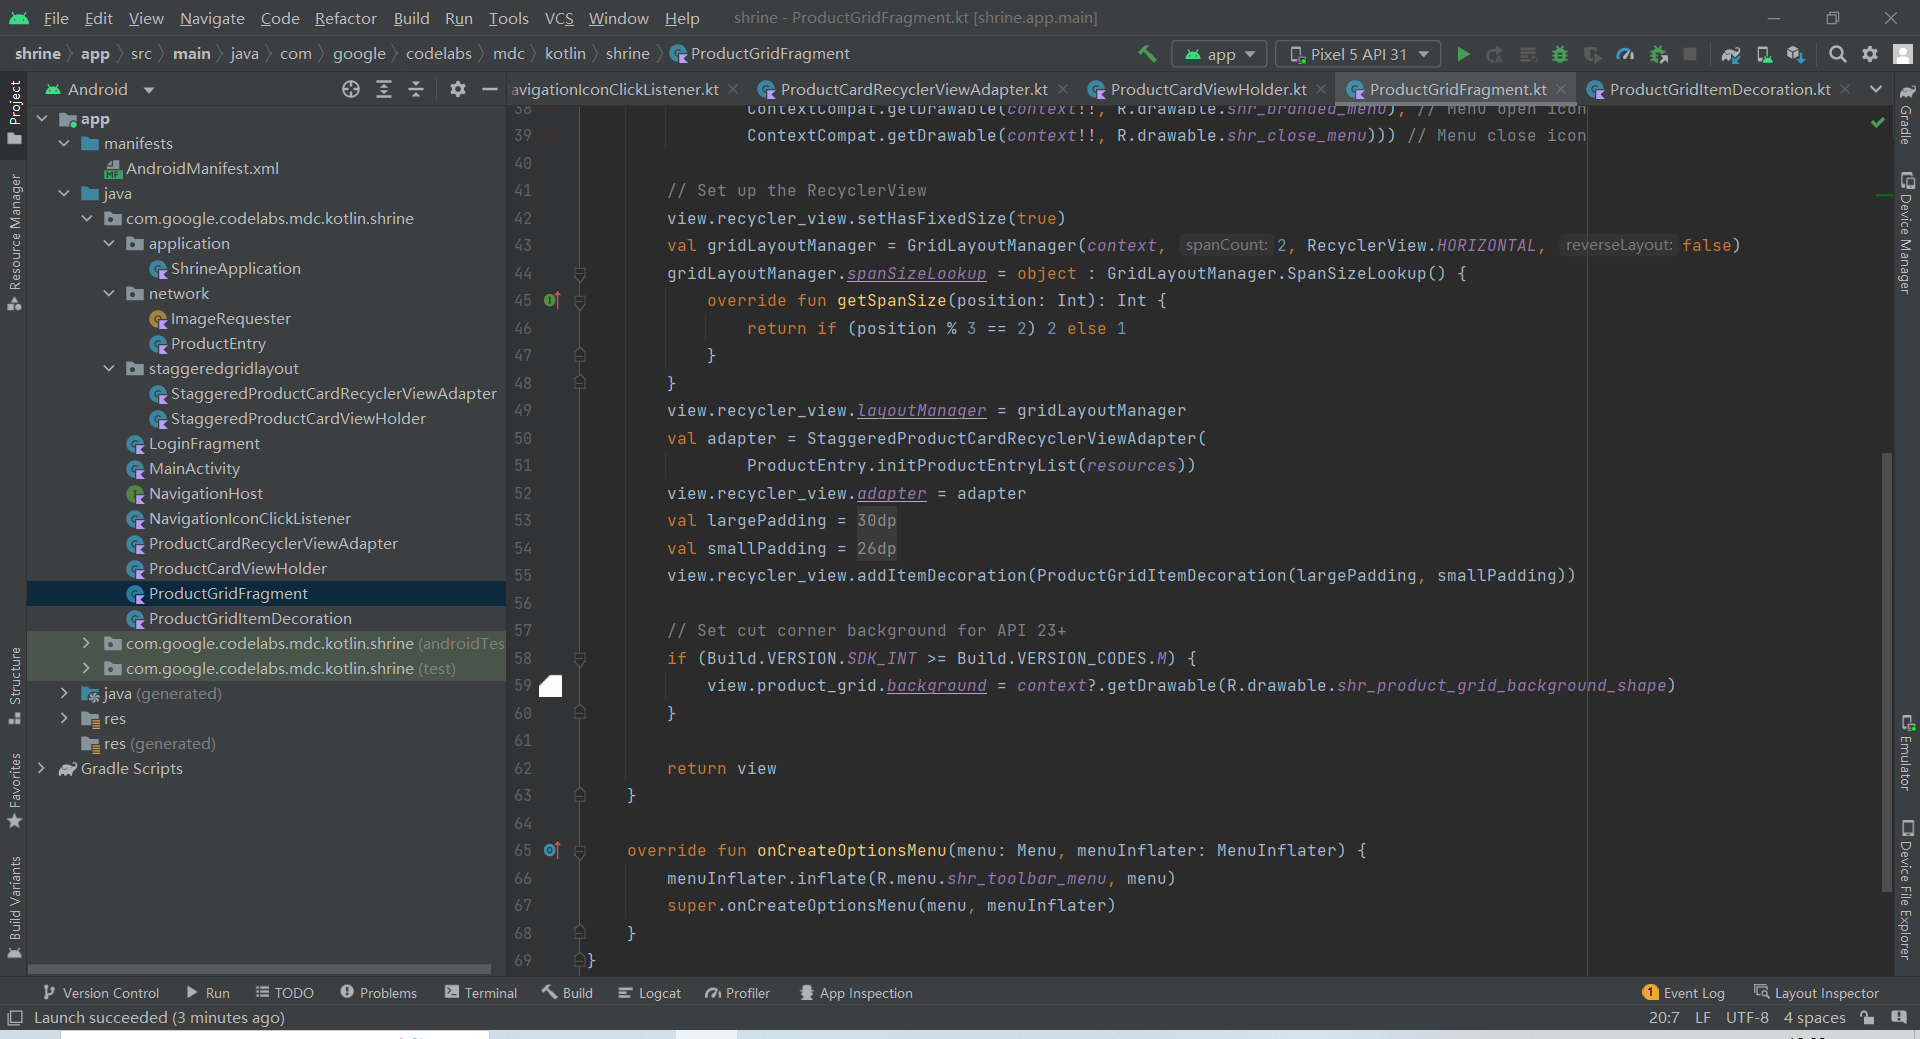 File Edit View Navigate Code Refactor Build Run Tools VCS Window Help shrine - ProductGridFragment.kt [shrine.app.main]
shrine app src main java com google codelabs mdc kotlin shrine ProductGridFragment app Pixel 5 API 31
Android
avigationIconClickListener.kt ProductCardRecyclerViewAdapter.kt ProductCardViewHolder.kt ProductGridFragment.kt ProductGridItemDecoration.kt
Project
Resource Manager
Structure
Favorites
Build Variants
app
manifests
AndroidManifest.xml
java
com.google.codelabs.mdc.kotlin.shrine
application
ShrineApplication
network
ImageRequester
ProductEntry
staggeredgridlayout
StaggeredProductCardRecyclerViewAdapter
StaggeredProductCardViewHolder
LoginFragment
MainActivity
NavigationHost
NavigationIconClickListener
ProductCardRecyclerViewAdapter
ProductCardViewHolder
ProductGridFragment
ProductGridItemDecoration
com.google.codelabs.mdc.kotlin.shrine (androidTes
com.google.codelabs.mdc.kotlin.shrine (test)
java (generated)
res
res (generated)
Gradle Scripts
38 ContextCompat.getDrawable(context!!, R.drawable.shr_branded_menu), // Menu open icon
39 ContextCompat.getDrawable(context!!, R.drawable.shr_close_menu))) // Menu close icon
40
41 // Set up the RecyclerView
42 view.recycler_view.setHasFixedSize(true)
43 val gridLayoutManager = GridLayoutManager(context, spanCount: 2, RecyclerView.HORIZONTAL, reverseLayout: false)
44 gridLayoutManager.spanSizeLookup = object : GridLayoutManager.SpanSizeLookup() {
45 override fun getSpanSize(position: Int): Int {
46 return if (position % 3 == 2) 2 else 1
47 }
48 }
49 view.recycler_view.layoutManager = gridLayoutManager
50 val adapter = StaggeredProductCardRecyclerViewAdapter(
51 ProductEntry.initProductEntryList(resources))
52 view.recycler_view.adapter = adapter
53 val largePadding = 30dp
54 val smallPadding = 26dp
55 view.recycler_view.addItemDecoration(ProductGridItemDecoration(largePadding, smallPadding))
56
57 // Set cut corner background for API 23+
58 if (Build.VERSION.SDK_INT >= Build.VERSION_CODES.M) {
59 view.product_grid.background = context?.getDrawable(R.drawable.shr_product_grid_background_shape)
60 }
61
62 return view
63 }
64
65 override fun onCreateOptionsMenu(menu: Menu, menuInflater: MenuInflater) {
66 menuInflater.inflate(R.menu.shr_toolbar_menu, menu)
67 super.onCreateOptionsMenu(menu, menuInflater)
68 }
69 }
Gradle
Device Manager
Emulator
Device File Explorer
Version Control Run TODO Problems Terminal Build Logcat Profiler App Inspection 1 Event Log Layout Inspector
Launch succeeded (3 minutes ago) 20:7 LF UTF-8 4 spaces